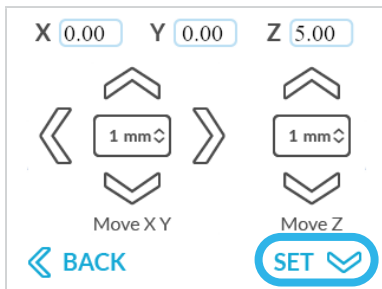 X 0.00 Y 0.00 Z 5.00
1 mm 1 mm
Move X Y Move Z
BACK SET